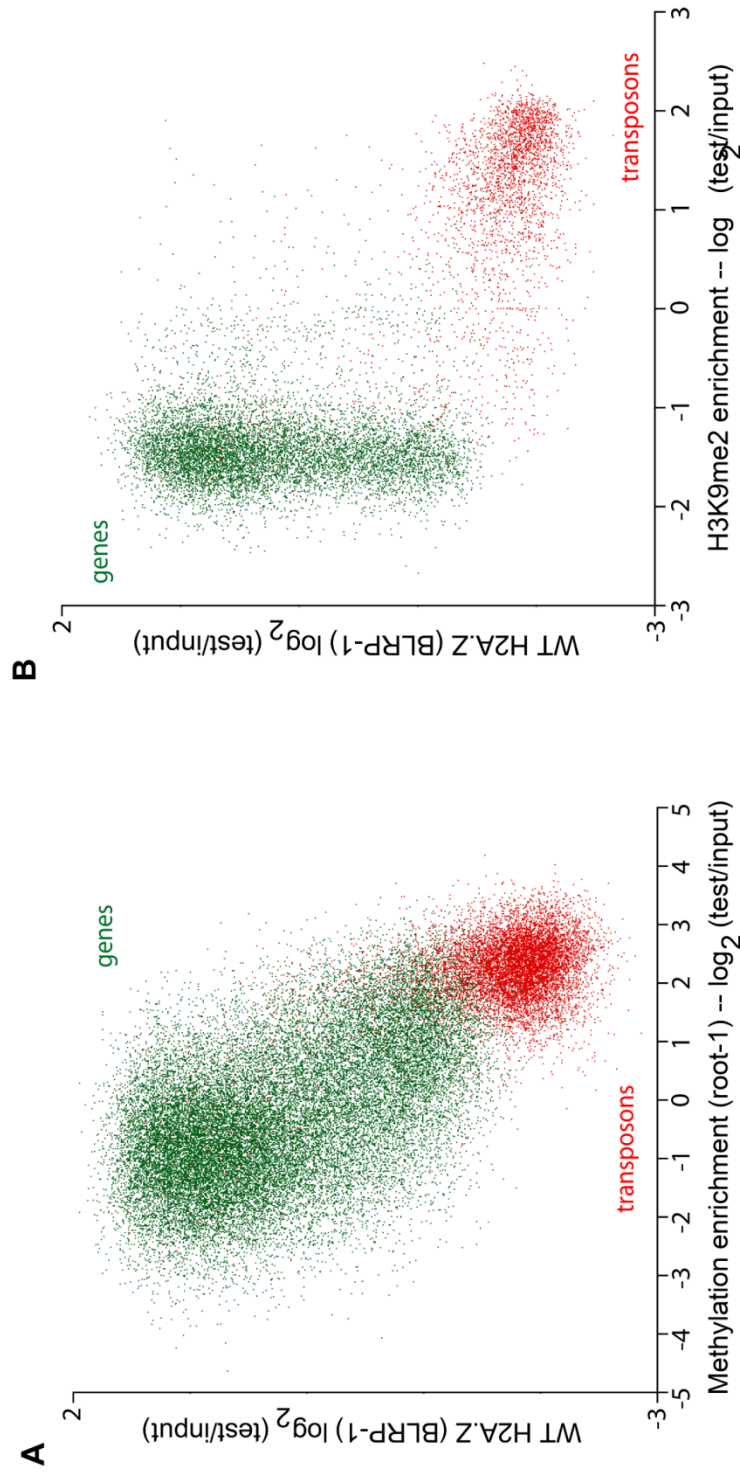 A
2
WT H2A.Z (BLRP-1) log2 (test/input)
-3
genes
transposons
-5 -4 -3 -2 -1 0 1 2 3 4 5
Methylation enrichment (root-1) -- log2 (test/input)
B
2
WT H2A.Z (BLRP-1) log2 (test/input)
-3
genes
transposons
-3 -2 -1 0 1 2 3
H3K9me2 enrichment -- log2 (test/input)